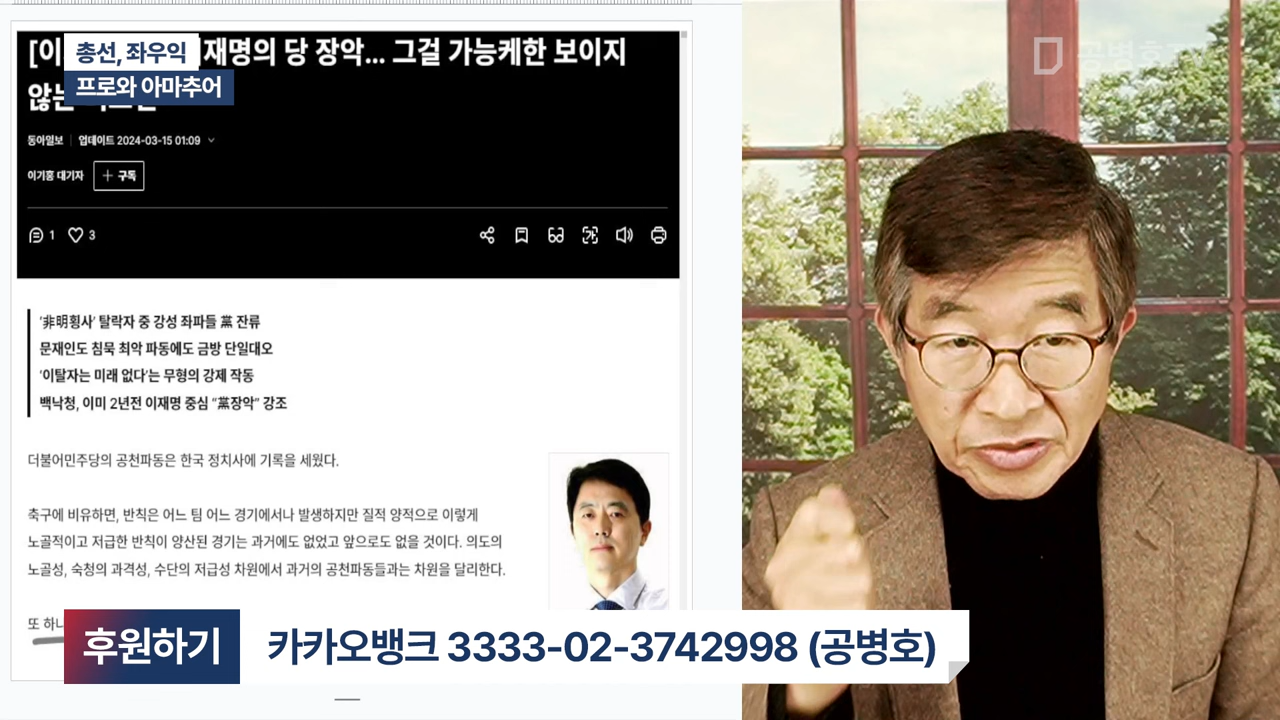 [이 재명의 당 장악... 그걸 가능케한 보이지
총선, 좌우익
프로와 아마추어
동아일보 업데이트 2024-03-15 01:09
이기홍 대기자 + 구독
1 3
'非明횡사' 탈락자 중 강성 좌파들 黨 잔류
문재인도 침묵 최악 파동에도 금방 단일대오
'이탈자는 미래 없다'는 무형의 강제 작동
백낙청, 이미 2년전 이재명 중심 “黨장악” 강조
더불어민주당의 공천파동은 한국 정치사에 기록을 세웠다.
축구에 비유하면, 반칙은 어느 팀 어느 경기에서나 발생하지만 질적 양적으로 이렇게
노골적이고 저급한 반칙이 양산된 경기는 과거에도 없었고 앞으로도 없을 것이다. 의도의
노골성, 숙청의 과격성, 수단의 저급성 차원에서 과거의 공천파동들과는 차원을 달리한다.
또 하나
후원하기 카카오뱅크 3333-02-3742998 (공병호)
공병호